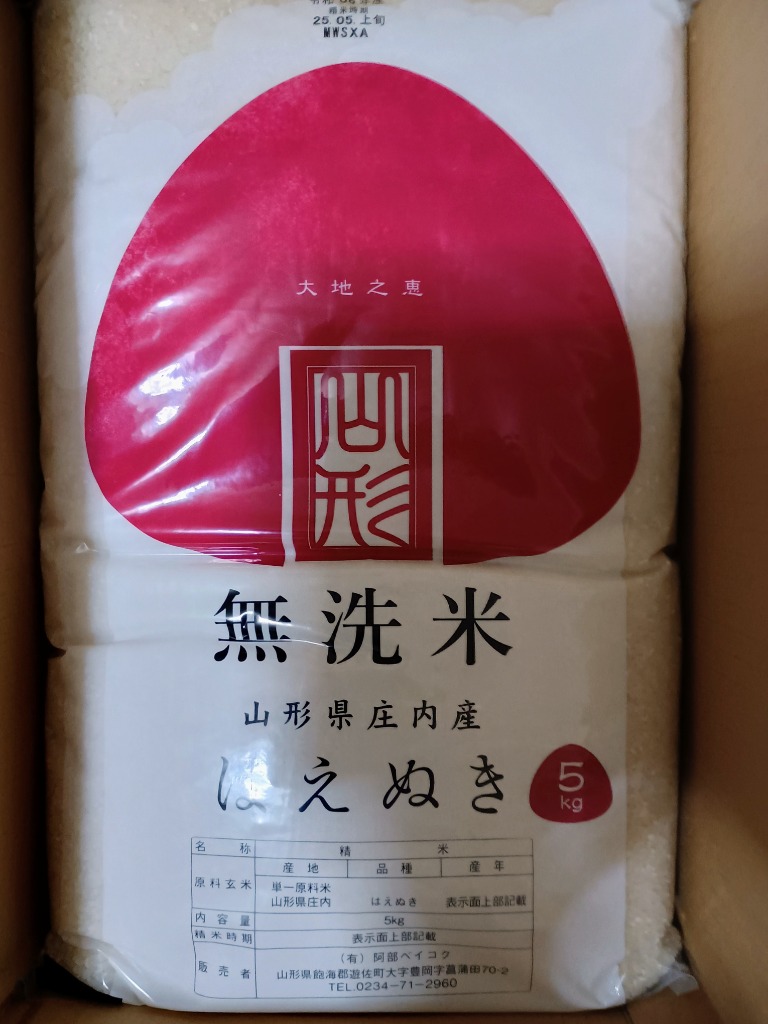 精米時期
25.05.上旬
MWSXA
大地之恵
山形
無洗米
山形県庄内産
はえぬき
5
kg
名称 精米
原料玄米 産地 品種 産年
単一原料米
山形県庄内 はえぬき 表示面上部記載
内容量 5kg
精米時期 表示面上部記載
販売者 (有)阿部ベイコク
山形県飽海郡遊佐町大字豊岡字菖蒲田70-2
TEL.0234-71-2960